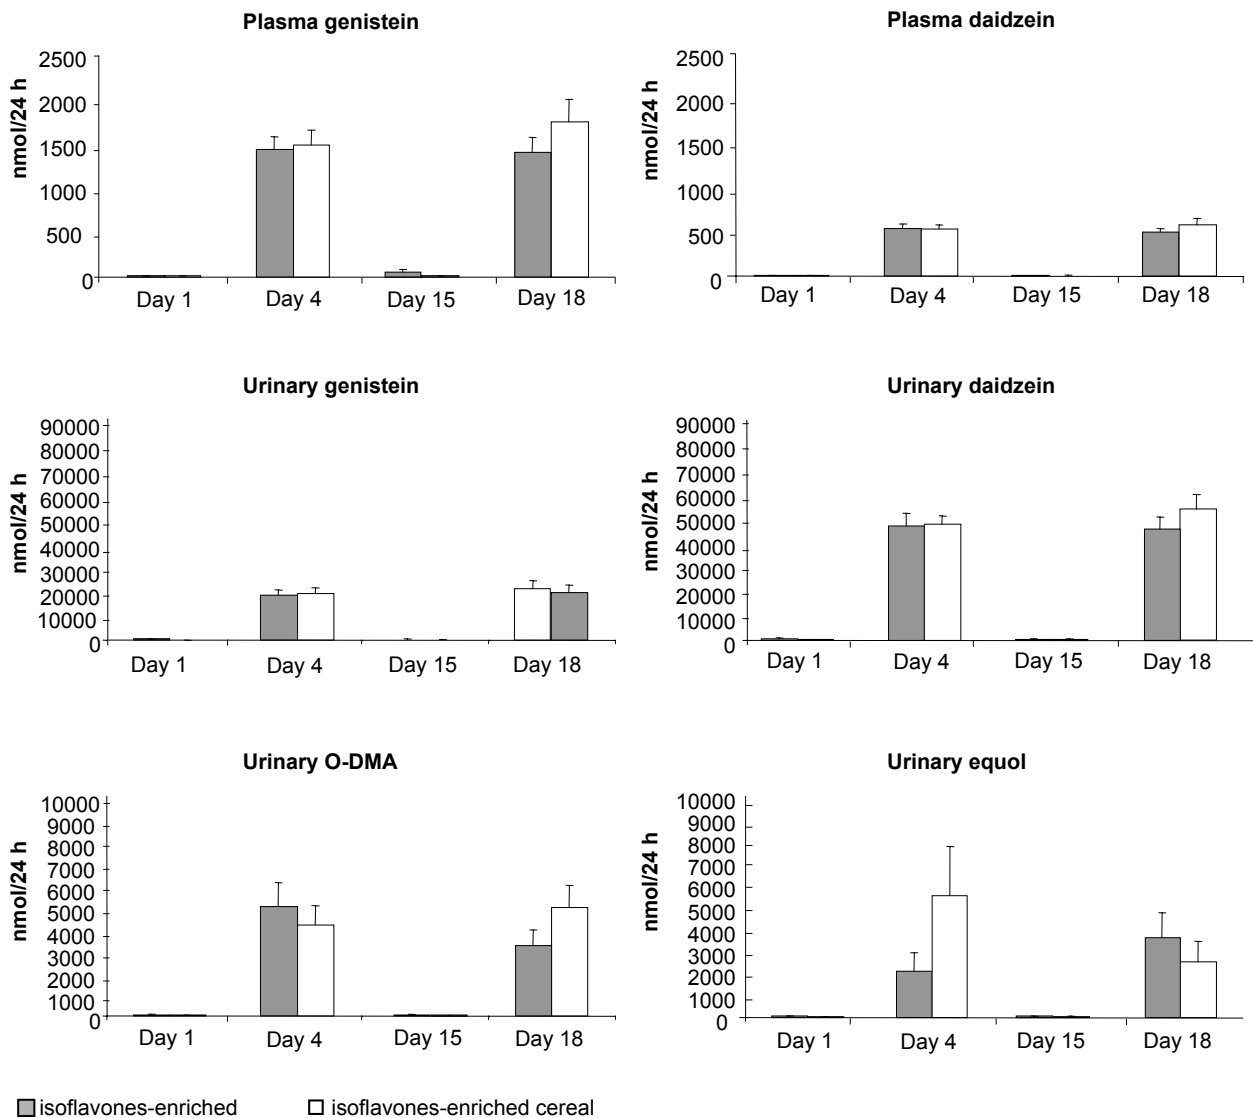 Plasma genistein
nmol/24 h
2500
2000
1500
1000
500
0
Day 1 Day 4 Day 15 Day 18
Plasma daidzein
nmol/24 h
2500
2000
1500
1000
500
0
Day 1 Day 4 Day 15 Day 18
Urinary genistein
nmol/24 h
90000
80000
70000
60000
50000
40000
30000
20000
10000
0
Day 1 Day 4 Day 15 Day 18
Urinary daidzein
nmol/24 h
90000
80000
70000
60000
50000
40000
30000
20000
10000
0
Day 1 Day 4 Day 15 Day 18
Urinary O-DMA
nmol/24 h
10000
9000
8000
7000
6000
5000
4000
3000
2000
1000
0
Day 1 Day 4 Day 15 Day 18
Urinary equol
nmol/24 h
10000
9000
8000
7000
6000
5000
4000
3000
2000
1000
0
Day 1 Day 4 Day 15 Day 18
isoflavones-enriched isoflavones-enriched cereal